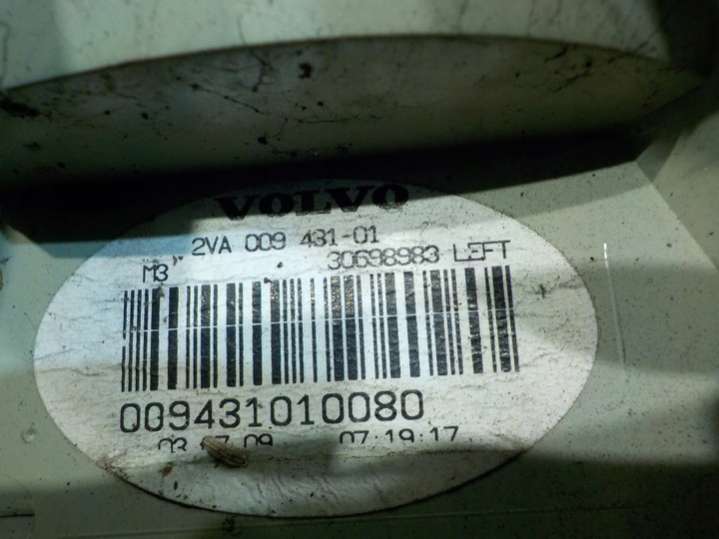 VOLVO
2VA 009 431-01
M3 30698983 LEFT
009431010080
07:19:17